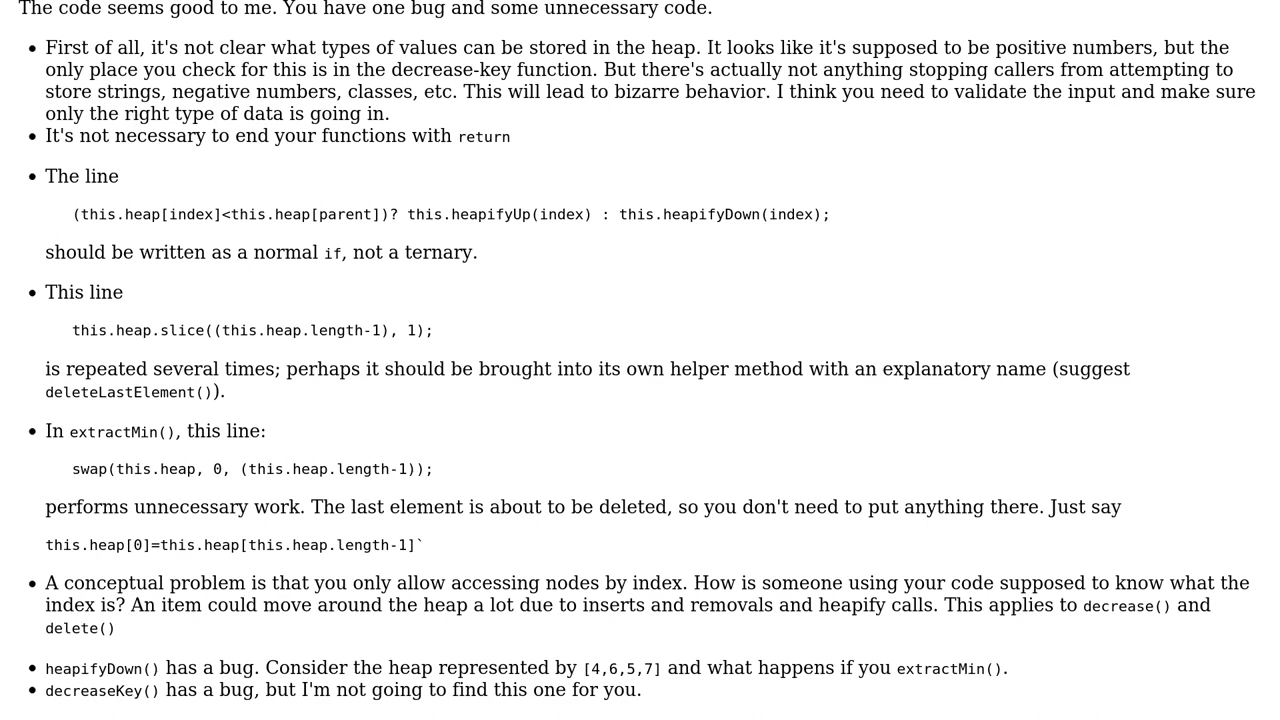 The code seems good to me. You have one bug and some unnecessary code.
• First of all, it's not clear what types of values can be stored in the heap. It looks like it's supposed to be positive numbers, but the
only place you check for this is in the decrease-key function. But there's actually not anything stopping callers from attempting to
store strings, negative numbers, classes, etc. This will lead to bizarre behavior. I think you need to validate the input and make sure
only the right type of data is going in.
• It's not necessary to end your functions with return
• The line
(this.heap[index]<this.heap[parent])? this.heapifyUp(index) : this.heapifyDown(index);
should be written as a normal if, not a ternary.
• This line
this.heap.slice((this.heap.length-1), 1);
is repeated several times; perhaps it should be brought into its own helper method with an explanatory name (suggest
deleteLastElement()).
• In extractMin(), this line:
swap(this.heap, 0, (this.heap.length-1));
performs unnecessary work. The last element is about to be deleted, so you don't need to put anything there. Just say
this.heap[0]=this.heap[this.heap.length-1]`
• A conceptual problem is that you only allow accessing nodes by index. How is someone using your code supposed to know what the
index is? An item could move around the heap a lot due to inserts and removals and heapify calls. This applies to decrease() and
delete()
• heapifyDown() has a bug. Consider the heap represented by [4,6,5,7] and what happens if you extractMin().
• decreaseKey() has a bug, but I'm not going to find this one for you.